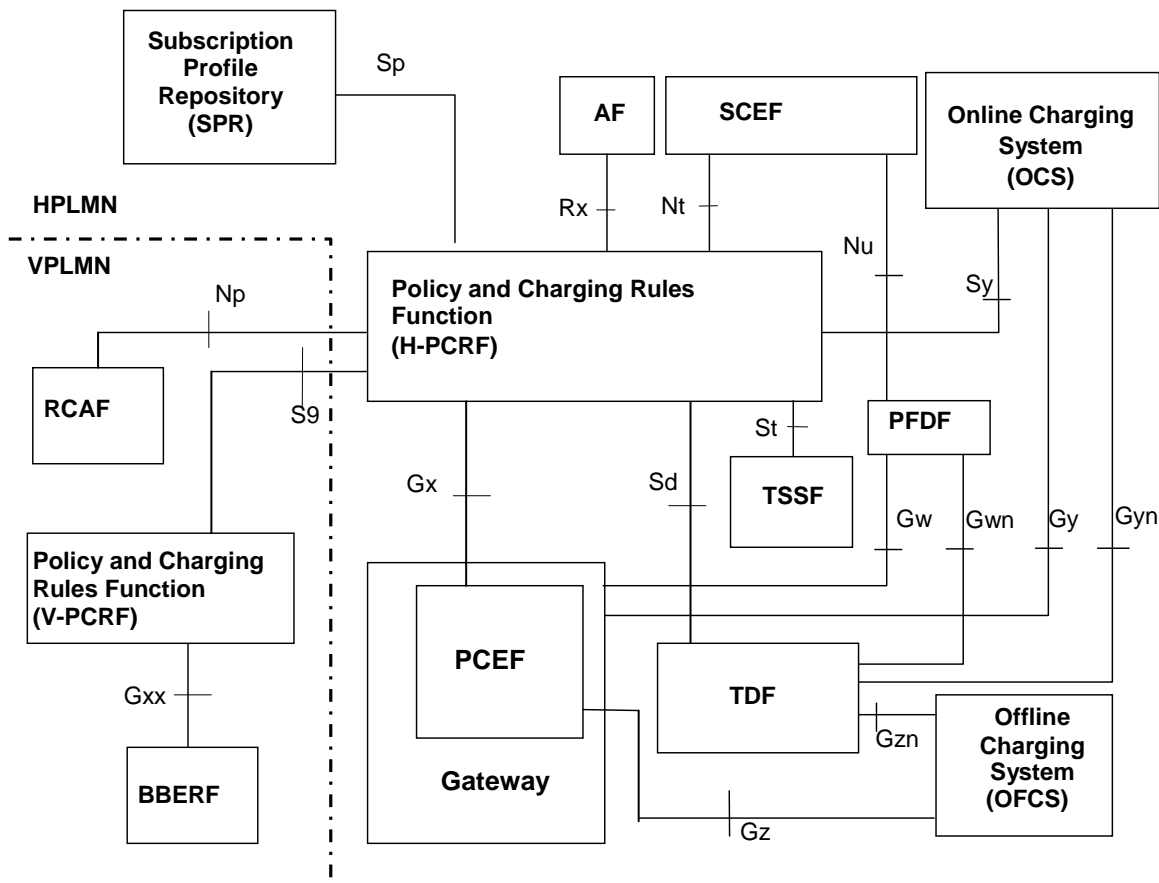 Subscription
Profile
Repository
(SPR)
Sp
AF
SCEF
Online Charging
System
(OCS)
HPLMN
VPLMN
Rx
Nt
Nu
Sy
Np
S9
Policy and Charging Rules
Function
(H-PCRF)
RCAF
PFDF
St
TSSF
Gx
Sd
Gw
Gwn
Gy
Gyn
Policy and Charging
Rules Function
(V-PCRF)
Gxx
BBERF
PCEF
Gateway
TDF
Gzn
Gz
Offline
Charging
System
(OFCS)